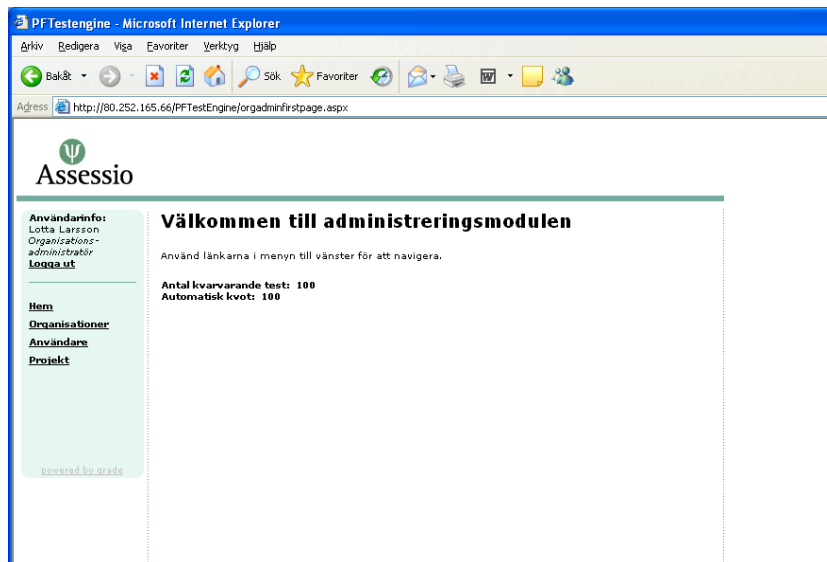 PFTestengine - Microsoft Internet Explorer
Arkiv Redigera Visa Favoriter Verktyg Hjälp
Bakåt Sök Favoriter
Adress http://80.252.165.66/PFTestEngine/orgadminfirstpage.aspx
Assessio
Användarinfo:
Lotta Larsson
Organisations-
administratör
Logga ut
Hem
Organisationer
Användare
Projekt
powered by grade
Välkommen till administreringsmodulen
Använd länkarna i menyn till vänster för att navigera.
Antal kvarvarande test: 100
Automatisk kvot: 100